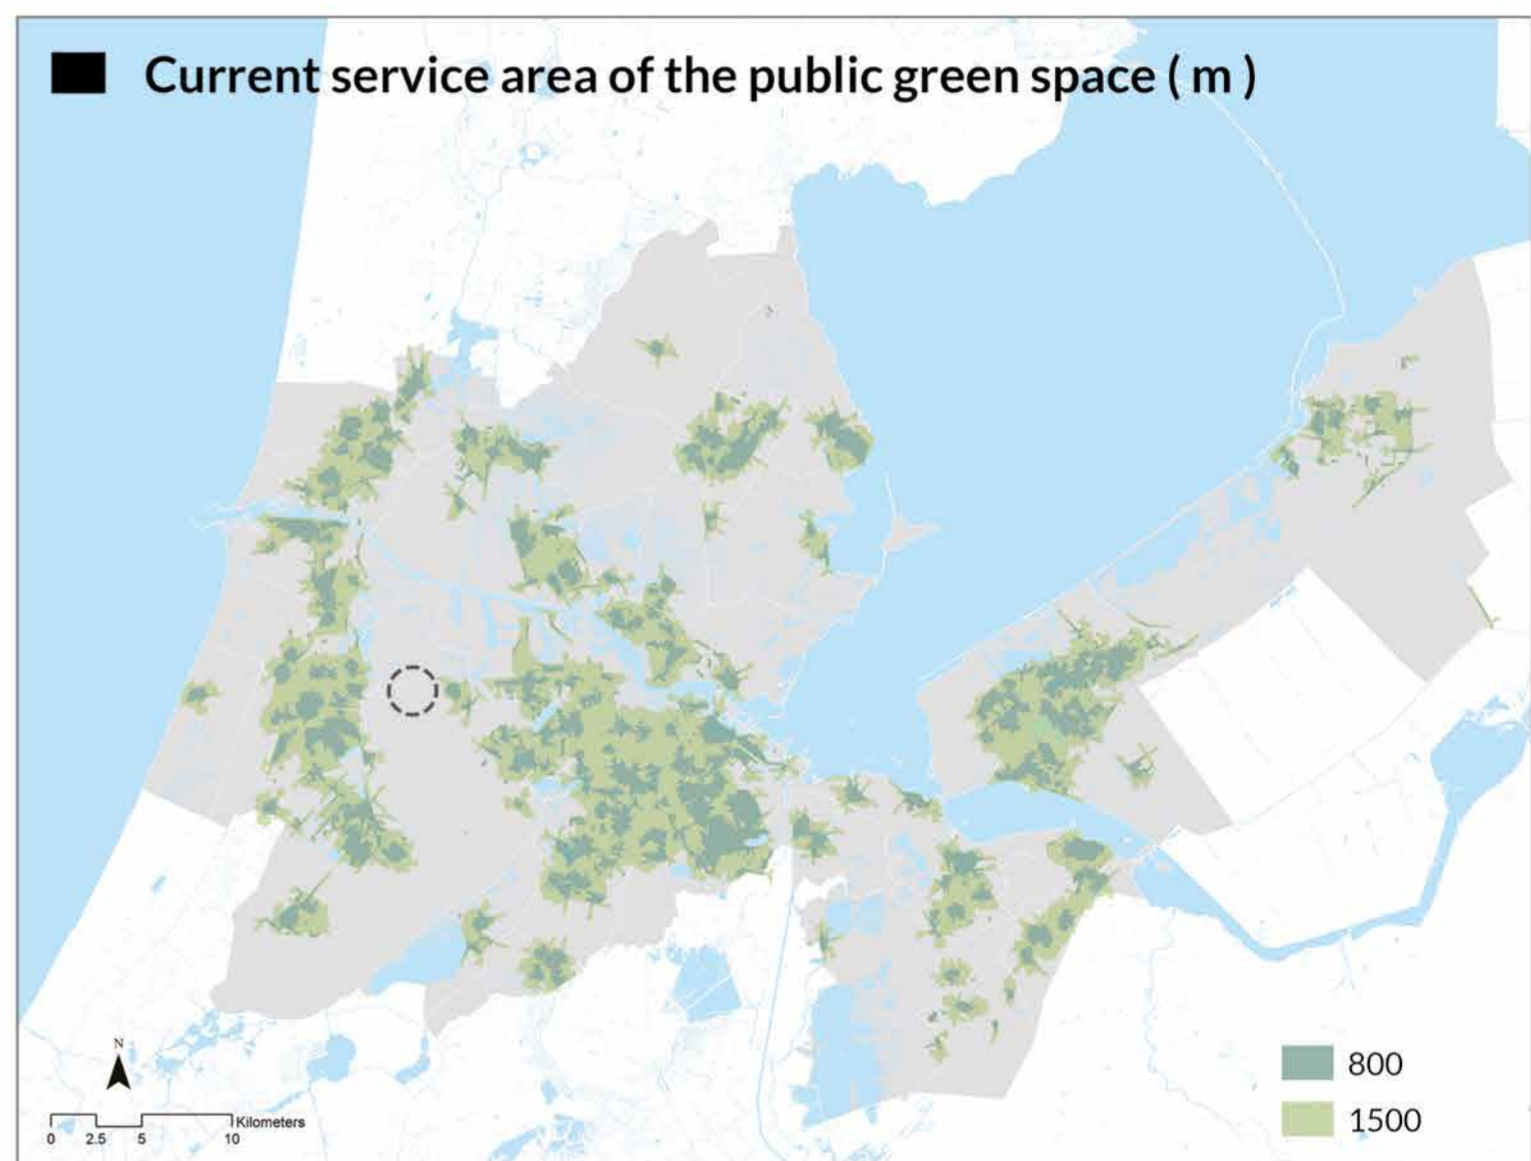 Current service area of the public green space ( m )
N
Kilometers
0 2.5 5 10
800
1500